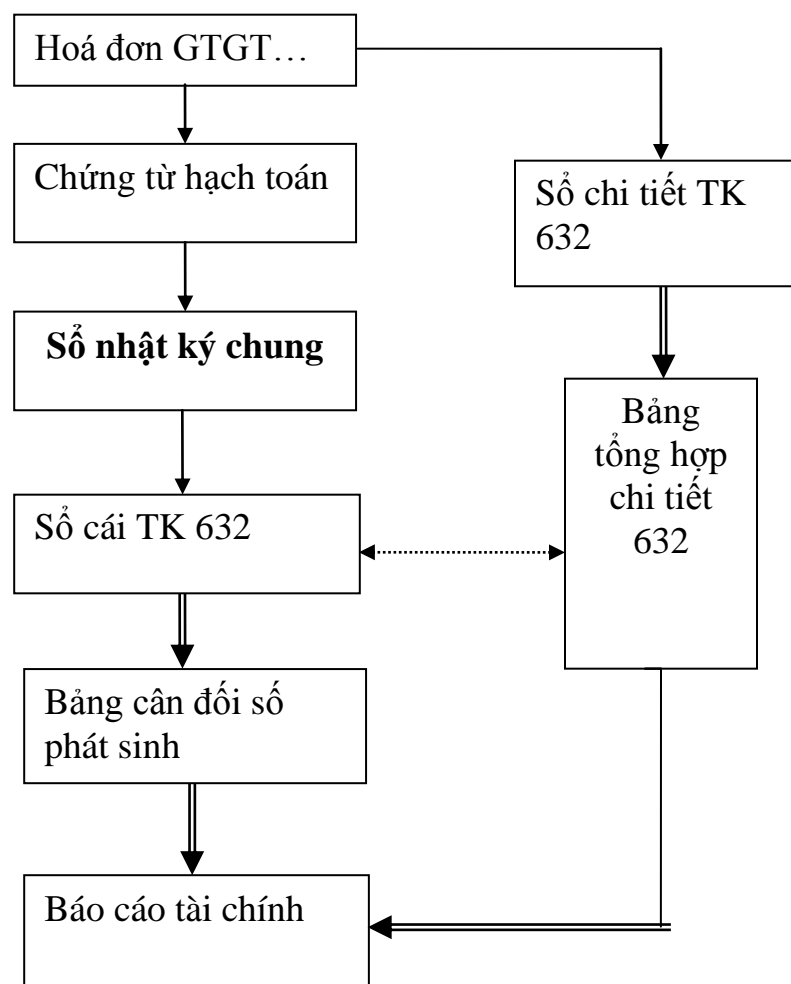 Hoá đơn GTGT…
Chứng từ hạch toán
Sổ chi tiết TK
632
Sổ nhật ký chung
Bảng
tổng hợp
chi tiết
632
Sổ cái TK 632
Bảng cân đối số
phát sinh
Báo cáo tài chính